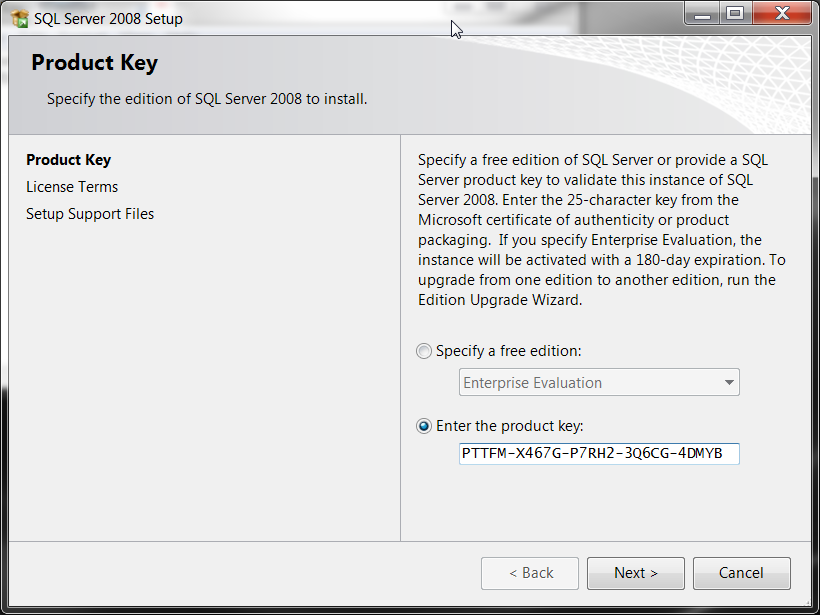 SQL Server 2008 Setup
Product Key
Specify the edition of SQL Server 2008 to install.
Product Key
License Terms
Setup Support Files
Specify a free edition of SQL Server or provide a SQL
Server product key to validate this instance of SQL
Server 2008. Enter the 25-character key from the
Microsoft certificate of authenticity or product
packaging.  If you specify Enterprise Evaluation, the
instance will be activated with a 180-day expiration. To
upgrade from one edition to another edition, run the
Edition Upgrade Wizard.
Specify a free edition:
Enterprise Evaluation
Enter the product key:
PTTFM-X467G-P7RH2-3Q6CG-4DMYB
< Back Next > Cancel